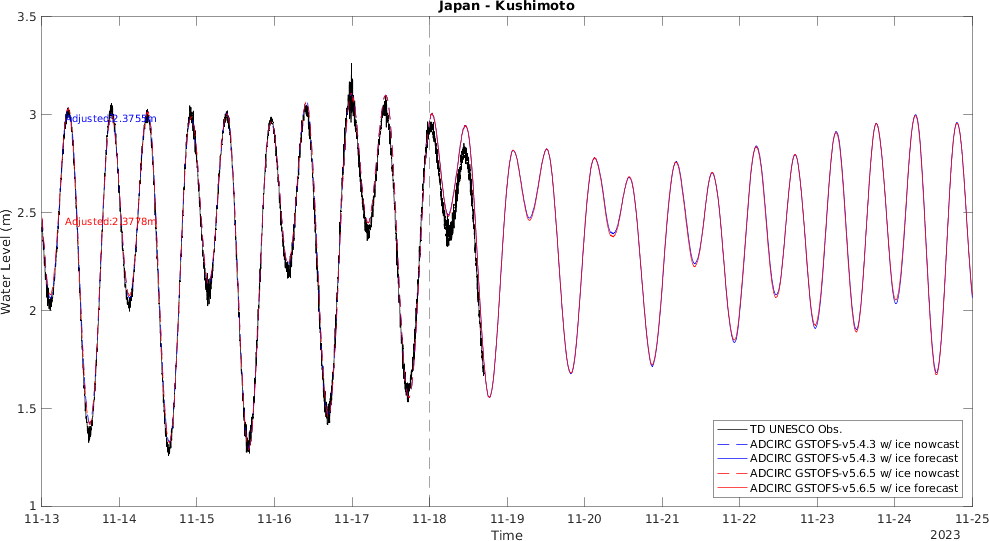 Japan - Kushimoto
3.5
3
2.5
2
1.5
1
Water Level (m)
Adjusted:2.3755m
Adjusted:2.3778m
TD UNESCO Obs.
ADCIRC GSTOFS-v5.4.3 w/ ice nowcast
ADCIRC GSTOFS-v5.4.3 w/ ice forecast
ADCIRC GSTOFS-v5.6.5 w/ ice nowcast
ADCIRC GSTOFS-v5.6.5 w/ ice forecast
11-13 11-14 11-15 11-16 11-17 11-18 11-19 11-20 11-21 11-22 11-23 11-24 11-25
Time
2023